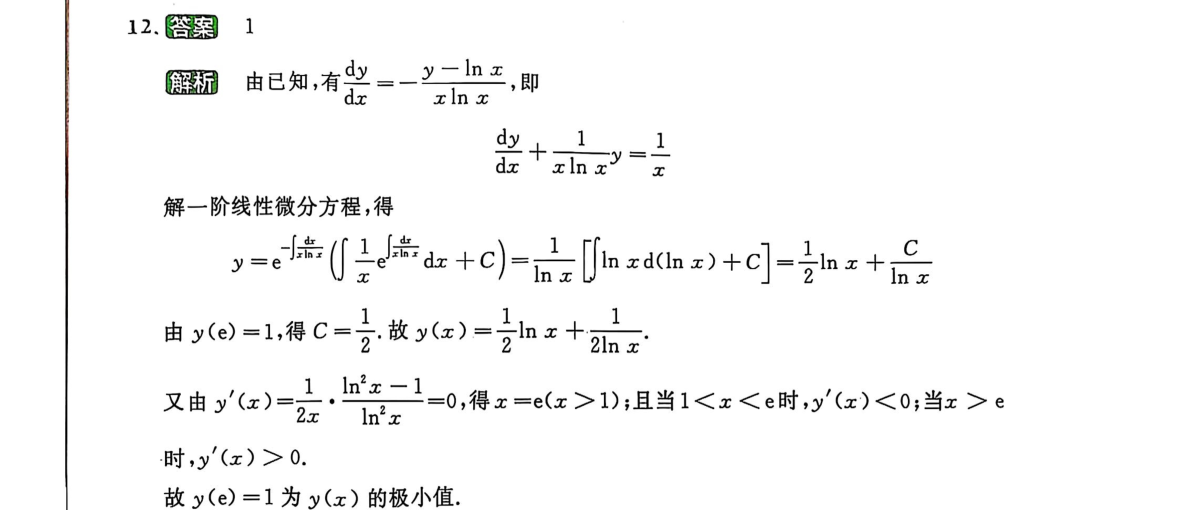 12、答案 1
解析 由已知,有 dy/dx = − (y − ln x)/(x ln x),即
dy/dx + 1/(x ln x) y = 1/x
解一阶线性微分方程,得
y = e^{−∫dx/(x ln x)} (∫ 1/x e^{∫dx/(x ln x)} dx + C) = 1/ln x [∫ln x d(ln x) + C] = 1/2 ln x + C/ln x
由 y(e) = 1,得 C = 1/2. 故 y(x) = 1/2 ln x + 1/(2ln x).
又由 y′(x) = 1/(2x) · (ln²x − 1)/ln²x = 0,得 x = e(x > 1);且当 1 < x < e 时,y′(x) < 0;当 x > e
时,y′(x) > 0.
故 y(e) = 1 为 y(x) 的极小值.